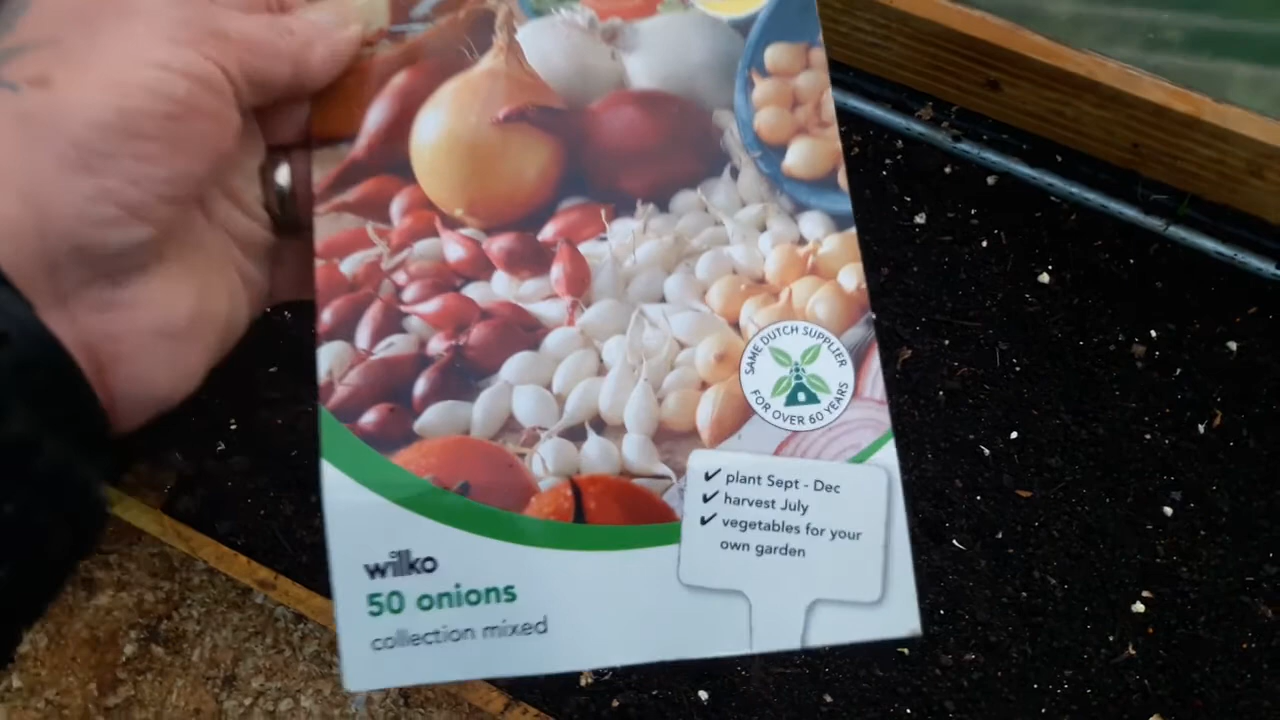 SAME DUTCH SUPPLIER
FOR OVER 60 YEARS
✔ plant Sept - Dec
✔ harvest July
✔ vegetables for your
own garden
wilko
50 onions
collection mixed